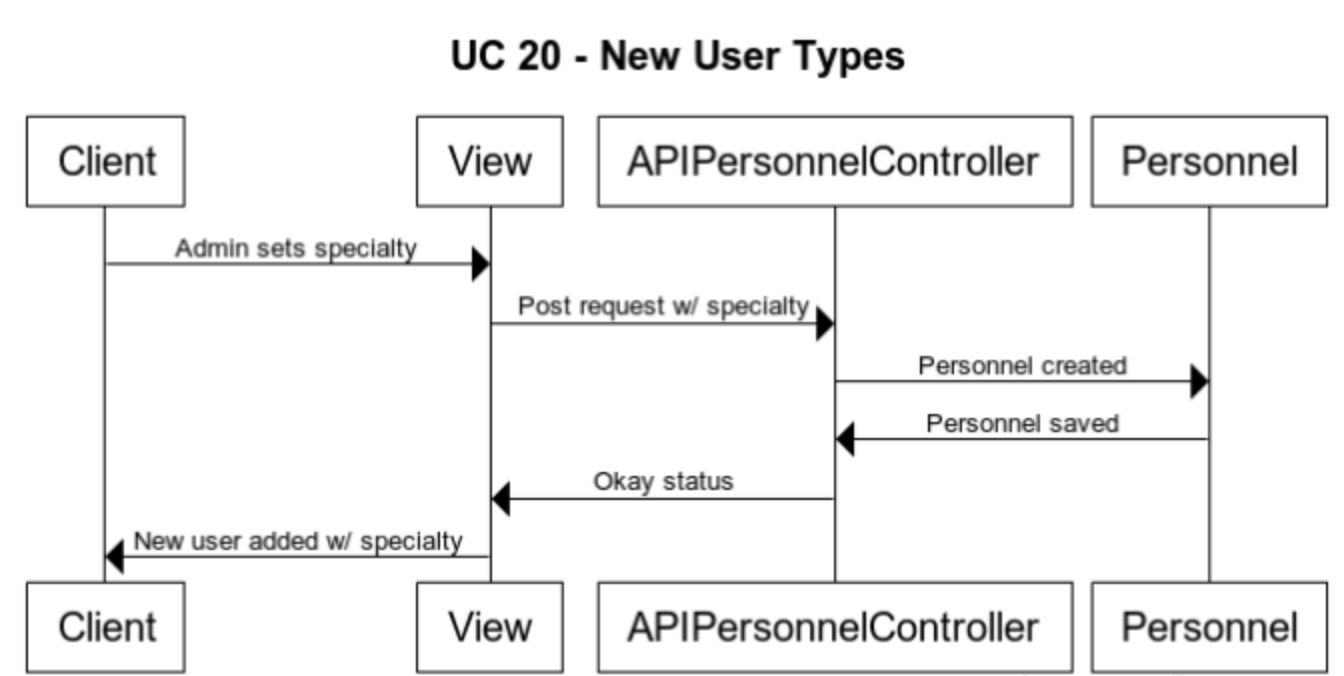 UC 20 - New User Types
Client View APIPersonnelController Personnel
Admin sets specialty
Post request w/ specialty
Personnel created
Personnel saved
Okay status
New user added w/ specialty
Client View APIPersonnelController Personnel